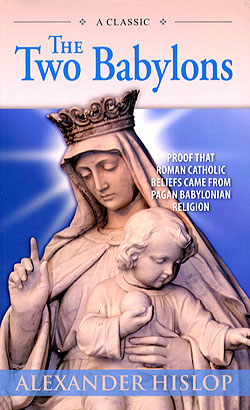 A CLASSIC
THE
Two Babylons
PROOF THAT
ROMAN CATHOLIC
BELIEFS CAME FROM
PAGAN BABYLONIAN
RELIGION
ALEXANDER HISLOP